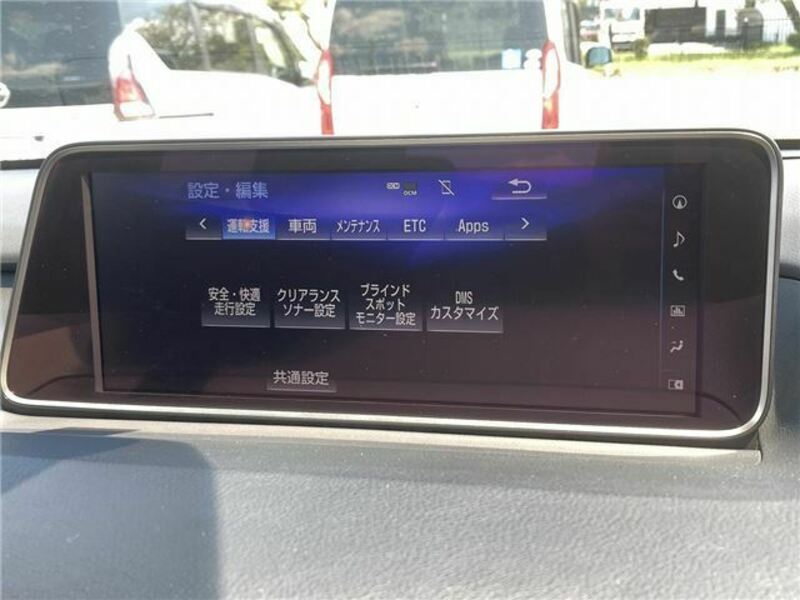 設定・編集
DCM
運転支援 車両 メンテナンス ETC Apps
安全・快適
走行設定
クリアランス
ソナー設定
ブラインド
スポット
モニター設定
DMS
カスタマイズ
共通設定